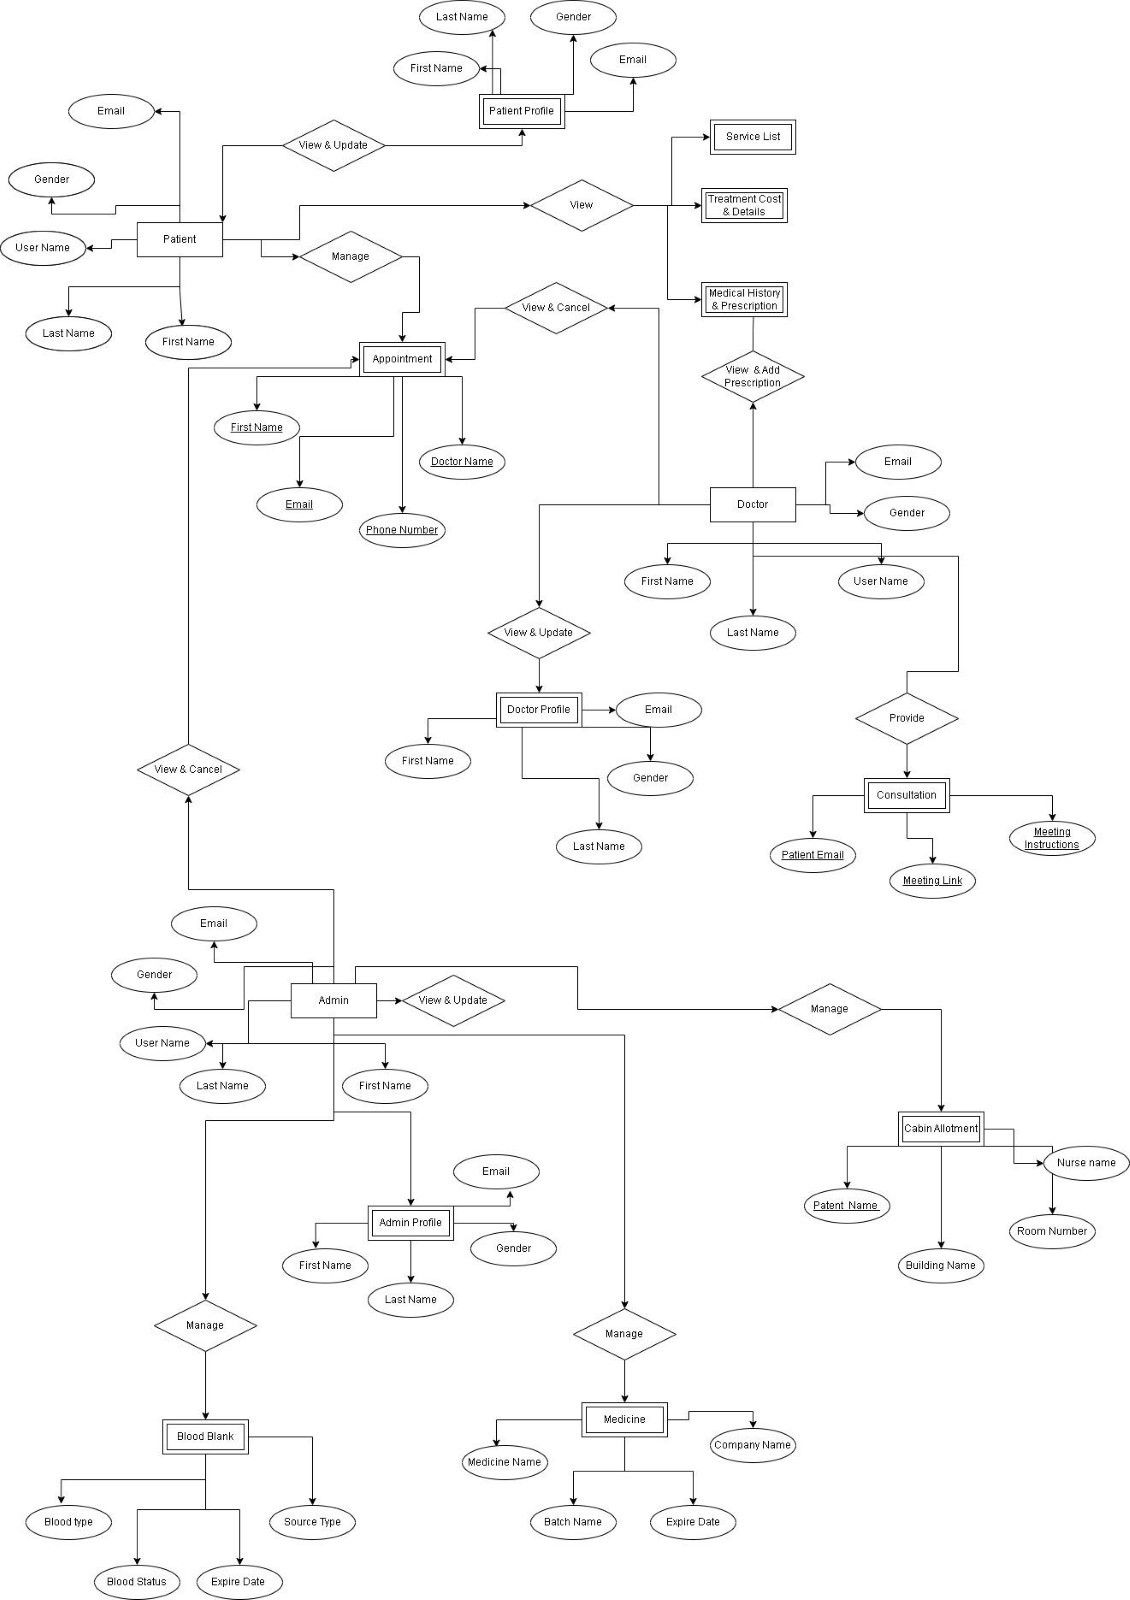 Last Name
Gender
First Name
Email
Patient Profile
Email
View & Update
Service List
Gender
Treatment Cost
& Details
View
Patient
User Name
Manage
Medical History
& Prescription
View & Cancel
Last Name
First Name
Appointment
View & Add
Prescription
First Name
Doctor Name
Email
Email
Doctor
Gender
Phone Number
First Name
User Name
View & Update
Last Name
Doctor Profile
Email
Provide
First Name
View & Cancel
Gender
Consultation
Last Name
Patient Email
Meeting
Instructions
Meeting Link
Email
Gender
Admin
View & Update
Manage
User Name
Last Name
First Name
Cabin Allotment
Email
Nurse name
Patent Name
Admin Profile
Room Number
Gender
First Name
Building Name
Last Name
Manage
Manage
Blood Blank
Medicine
Company Name
Medicine Name
Blood type
Source Type
Batch Name
Expire Date
Blood Status
Expire Date